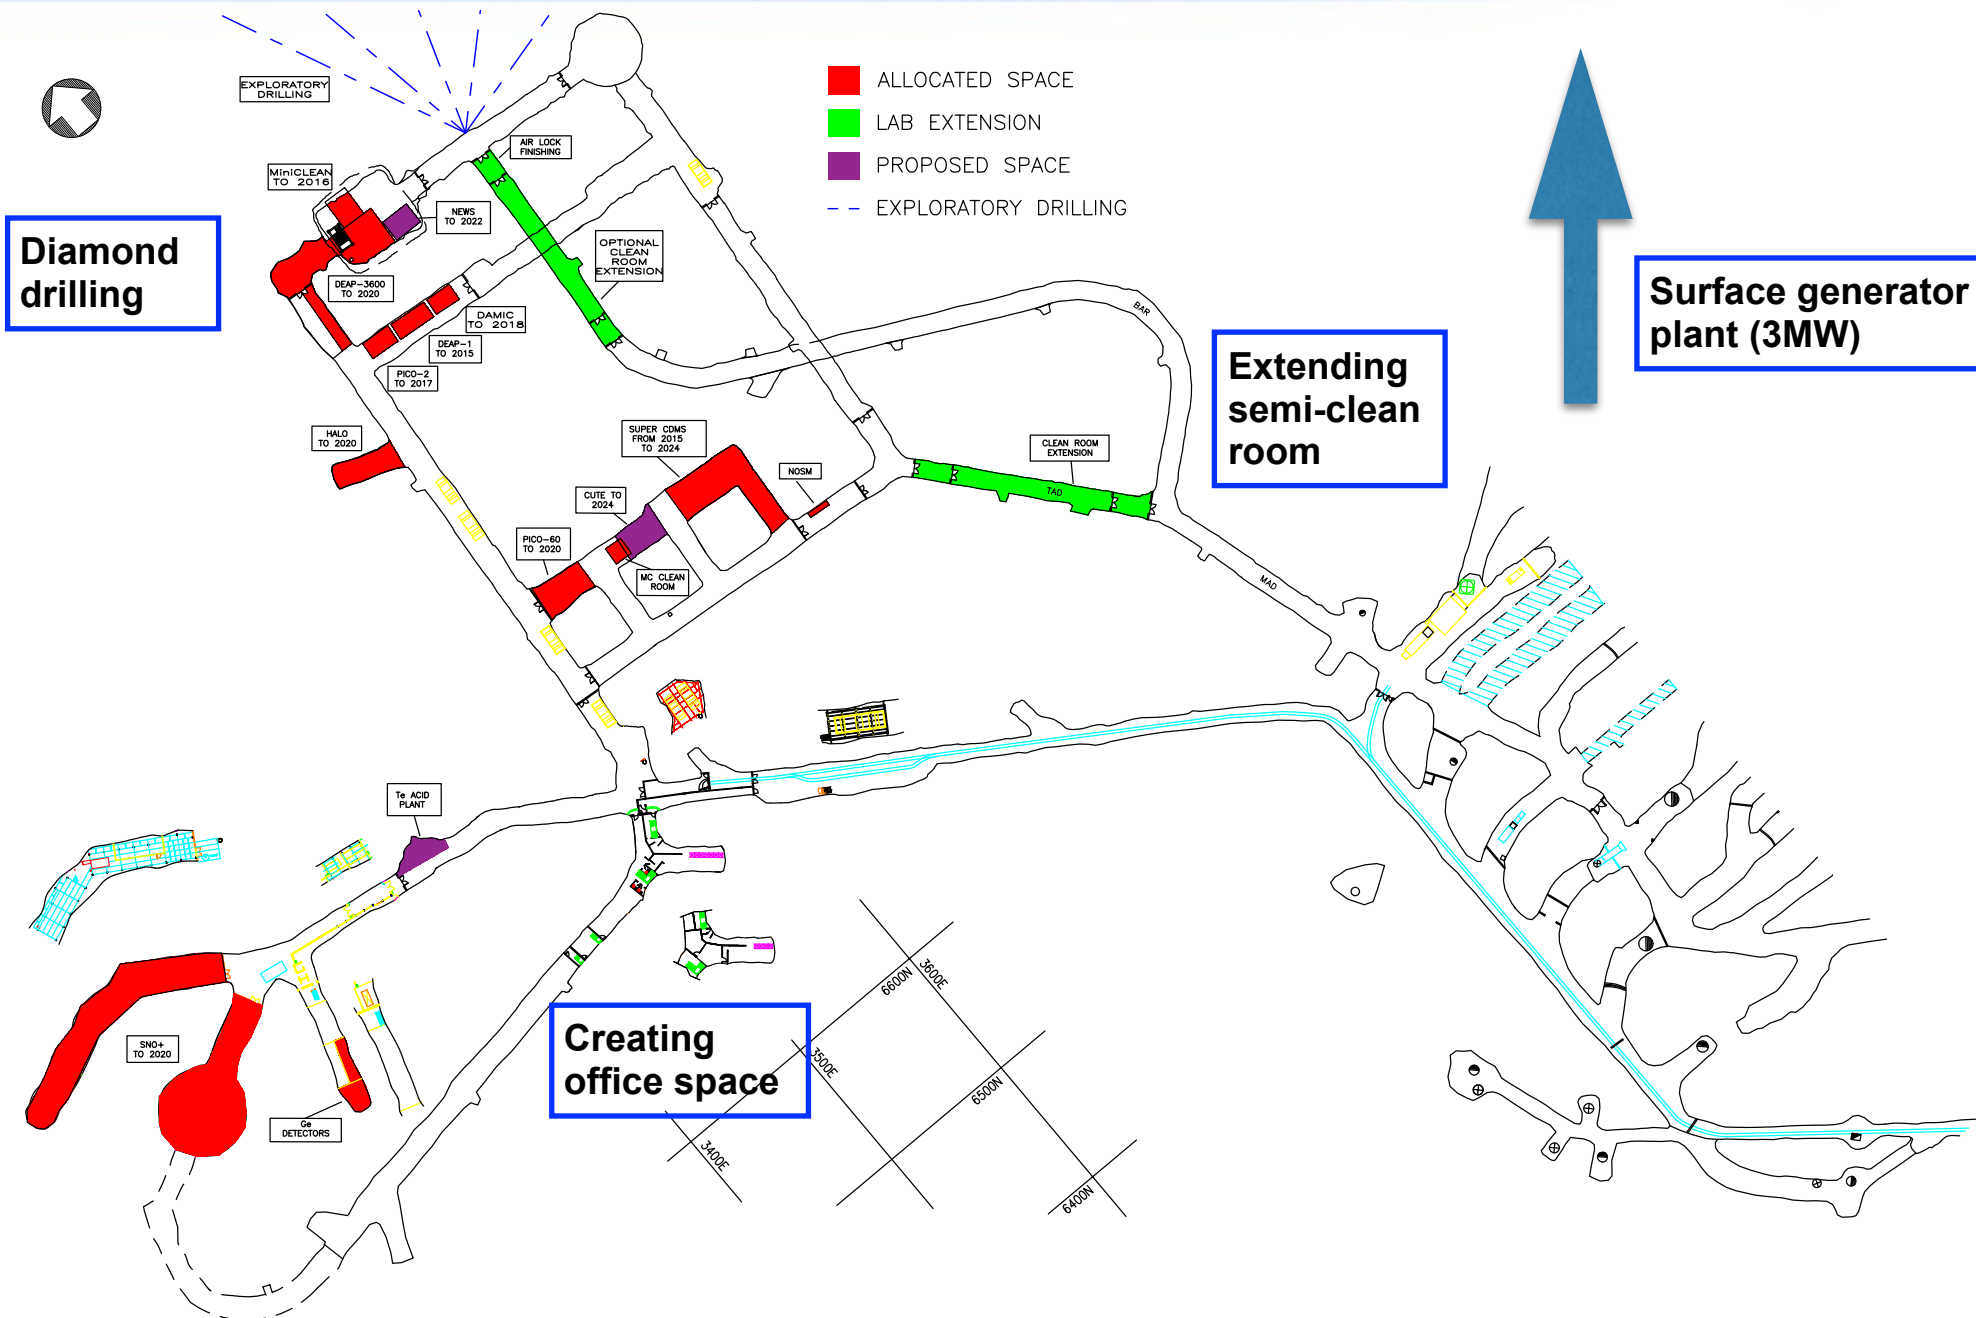 EXPLORATORY
DRILLING
ALLOCATED SPACE
LAB EXTENSION
PROPOSED SPACE
EXPLORATORY DRILLING
AIR LOCK
FINISHING
MiniCLEAN
TO 2016
NEWS
TO 2022
Diamond
drilling
OPTIONAL
CLEAN
ROOM
EXTENSION
DEAP-3600
TO 2020
DAMIC
TO 2018
DEAP-1
TO 2015
PICO-2
TO 2017
BAR
Surface generator
plant (3MW)
Extending
semi-clean
room
HALO
TO 2020
SUPER CDMS
FROM 2015
TO 2024
NOSM
CLEAN ROOM
EXTENSION
TAD
CUTE TO
2024
PICO-60
TO 2020
MC CLEAN
ROOM
MAD
Te ACID
PLANT
SNO+
TO 2020
Ge
DETECTORS
Creating
office space
6600N
3600E
3500E
6500N
3400E
6400N